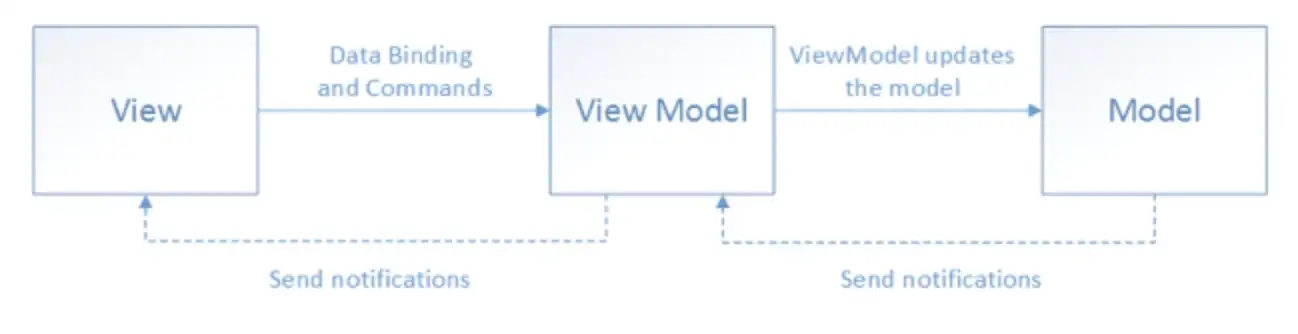 View
Data Binding
and Commands
View Model
ViewModel updates
the model
Model
Send notifications
Send notifications